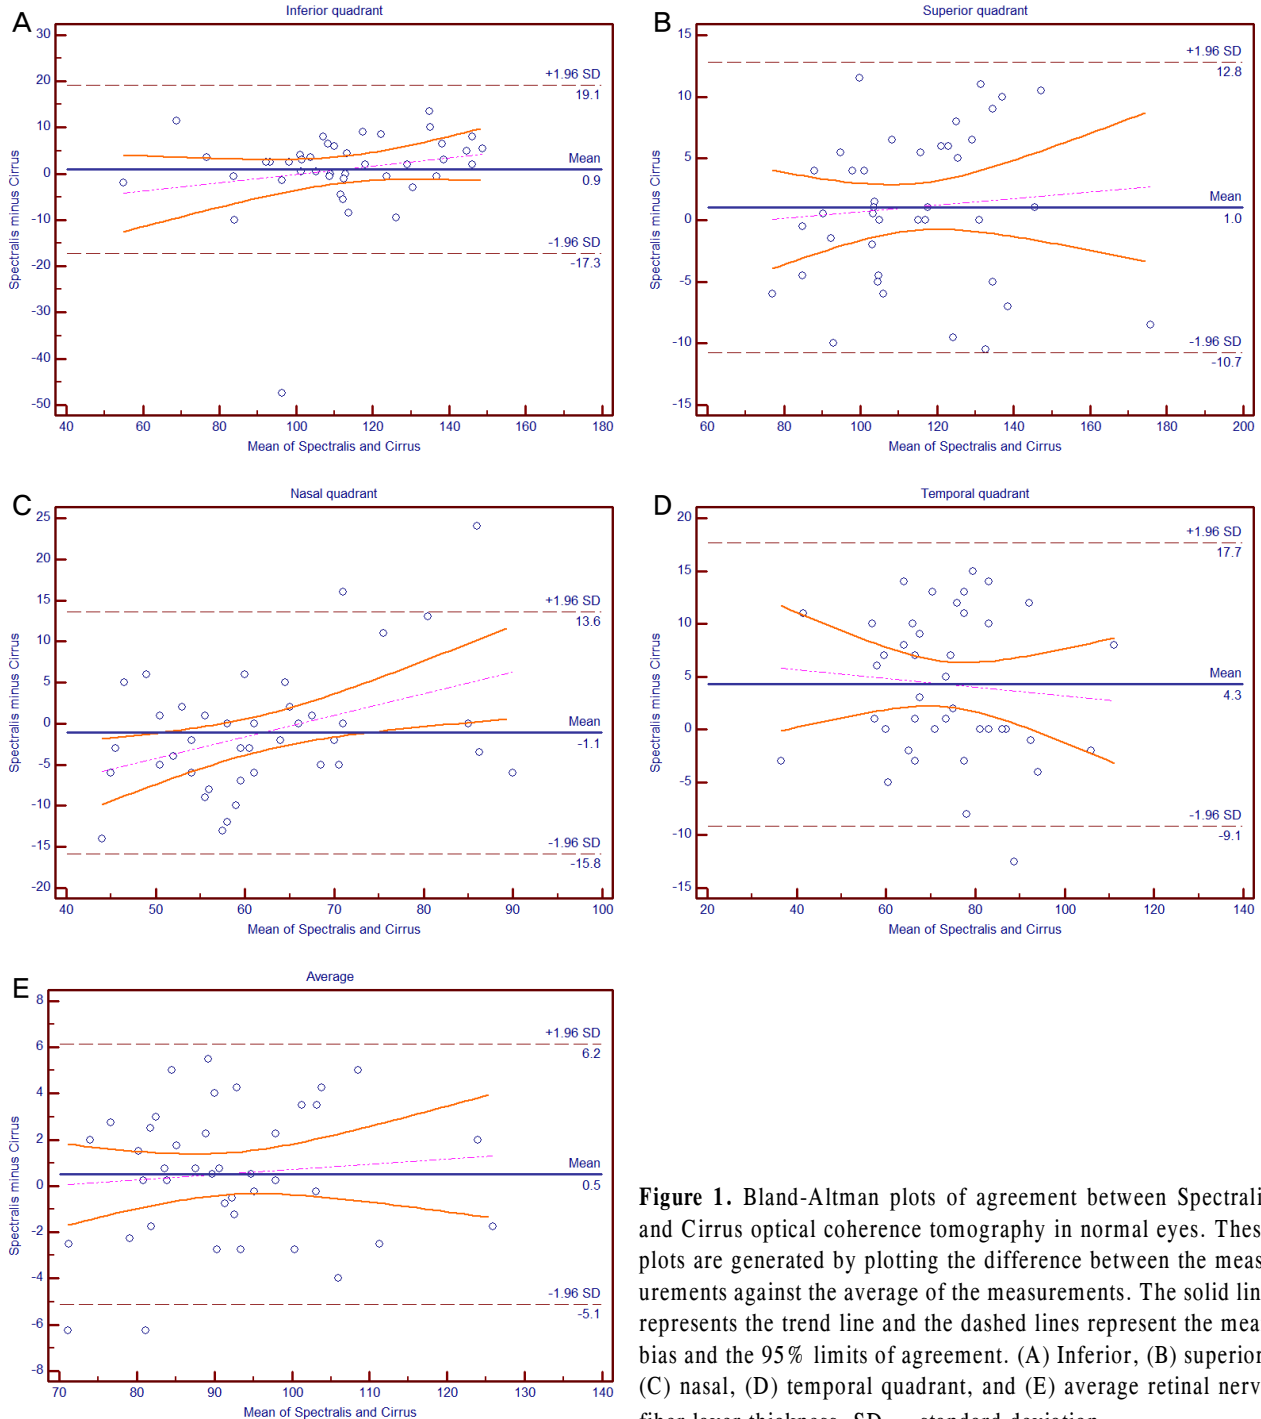 A
Inferior quadrant
30
20
10
0
-10
-20
-30
-40
-50
Spectralis minus Cirrus
+1.96 SD
19.1
Mean
0.9
-1.96 SD
-17.3
40 60 80 100 120 140 160 180
Mean of Spectralis and Cirrus
B
Superior quadrant
15
10
5
0
-5
-10
-15
Spectralis minus Cirrus
+1.96 SD
12.8
Mean
1.0
-1.96 SD
-10.7
60 80 100 120 140 160 180 200
Mean of Spectralis and Cirrus
C
Nasal quadrant
25
20
15
10
5
0
-5
-10
-15
-20
Spectralis minus Cirrus
+1.96 SD
13.6
Mean
-1.1
-1.96 SD
-15.8
40 50 60 70 80 90 100
Mean of Spectralis and Cirrus
D
Temporal quadrant
20
15
10
5
0
-5
-10
-15
Spectralis minus Cirrus
+1.96 SD
17.7
Mean
4.3
-1.96 SD
-9.1
20 40 60 80 100 120 140
Mean of Spectralis and Cirrus
E
Average
8
6
4
2
0
-2
-4
-6
-8
Spectralis minus Cirrus
+1.96 SD
6.2
Mean
0.5
-1.96 SD
-5.1
70 80 90 100 110 120 130 140
Mean of Spectralis and Cirrus
Figure 1. Bland-Altman plots of agreement between Spectrali
and Cirrus optical coherence tomography in normal eyes. Thes
plots are generated by plotting the difference between the meas
urements against the average of the measurements. The solid lin
represents the trend line and the dashed lines represent the mea
bias and the 95% limits of agreement. (A) Inferior, (B) superior
(C) nasal, (D) temporal quadrant, and (E) average retinal nerv
fiber layer thickness. SD standard deviation